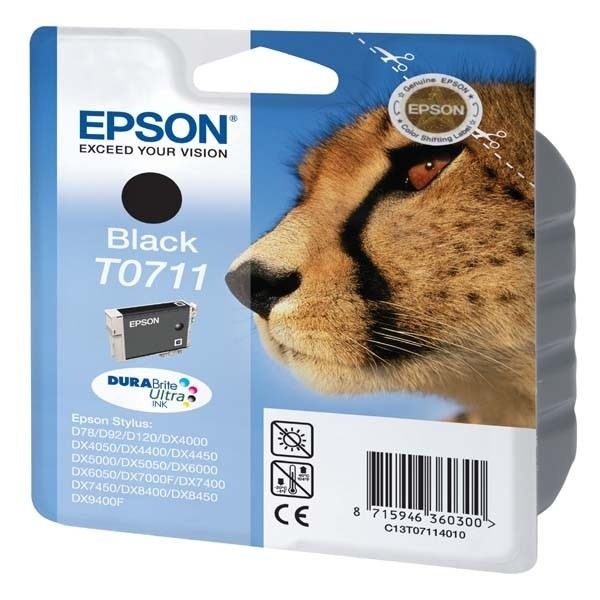 EPSON®
EXCEED YOUR VISION
Genuine EPSON
EPSON
Color Shifting Label
Black
T0711
EPSON
DURABrite
Ultra
INK
Epson Stylus:
D78/D92/D120/DX4000
DX4050/DX4400/DX4450
DX5000/DX5050/DX6000
DX6050/DX7000F/DX7400
DX7450/DX8400/DX8450
DX9400F
CE
8 715946 360300 >
C13T07114010